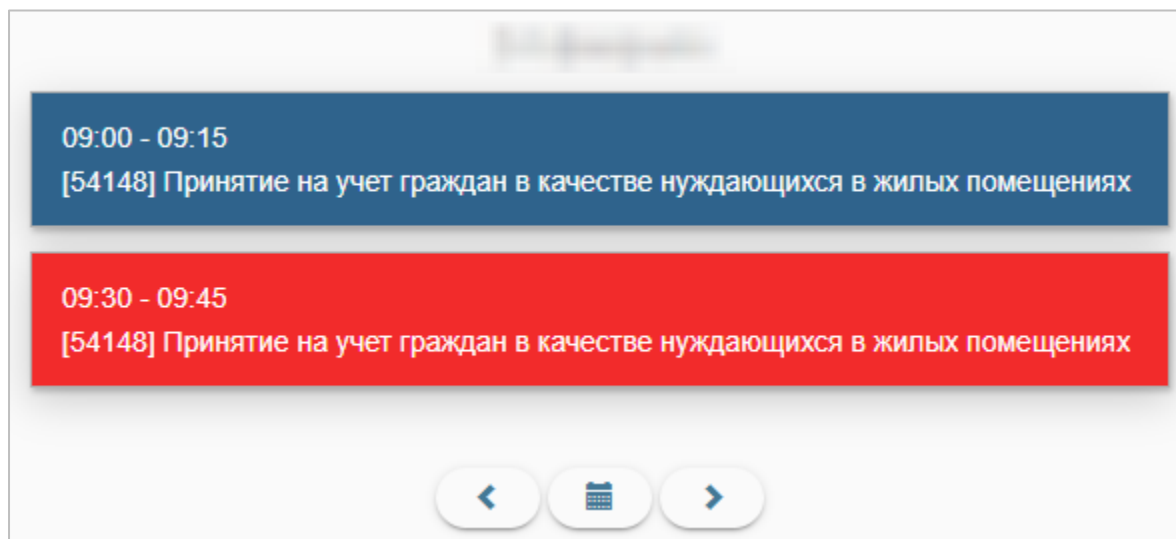 09:00 - 09:15
[54148] Принятие на учет граждан в качестве нуждающихся в жилых помещениях
09:30 - 09:45
[54148] Принятие на учет граждан в качестве нуждающихся в жилых помещениях